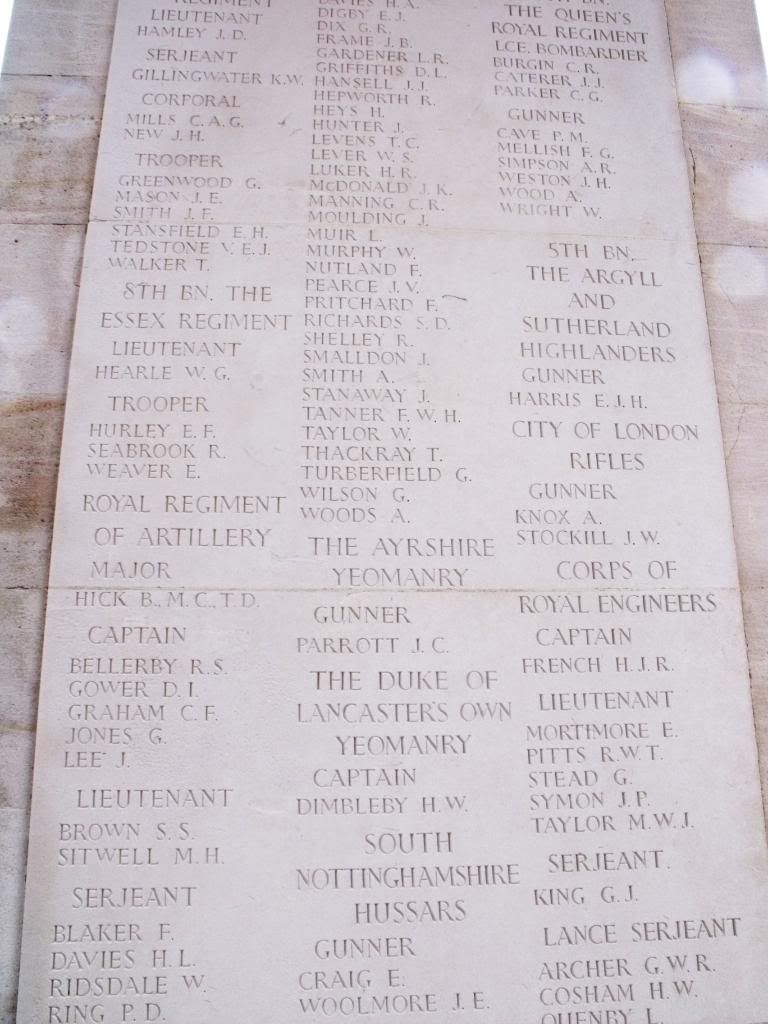 REGIMENT
LIEUTENANT
HAMLEY J. D.
SERJEANT
GILLINGWATER K.W.
CORPORAL
MILLS C. A. G.
NEW J. H.
TROOPER
GREENWOOD G.
MASON J. E.
SMITH J. F.
STANSFIELD E. H.
TEDSTONE V. E. J.
WALKER T.
8TH BN. THE
ESSEX REGIMENT
LIEUTENANT
HEARLE W. G.
TROOPER
HURLEY E. F.
SEABROOK R.
WEAVER E.
ROYAL REGIMENT
OF ARTILLERY
MAJOR
HICK B., M. C., T. D.
CAPTAIN
BELLERBY R. S.
GOWER D. I.
GRAHAM C. F.
JONES G.
LEE J.
LIEUTENANT
BROWN S. S.
SITWELL M. H.
SERJEANT
BLAKER F.
DAVIES H. L.
RIDSDALE W.
RING P. D.
DAVIES H. A.
DIGBY E. J.
DIX G. R.
FRAME J. B.
GARDENER L. R.
GRIFFITHS D. L.
HANSELL J. J.
HEPWORTH R.
HEYS H.
HUNTER J.
LEVENS T. C.
LEVER W. S.
LUKER H. R.
McDONALD J. K.
MANNING C. R.
MOULDING J.
MUIR L.
MURPHY W.
NUTLAND F.
PEARCE J. V.
PRITCHARD F.
RICHARDS S. D.
SHELLEY R.
SMALLDON J.
SMITH A.
STANAWAY J.
TANNER F. W. H.
TAYLOR W.
THACKRAY T.
TURBERFIELD G.
WILSON G.
WOODS A.
THE AYRSHIRE
YEOMANRY
GUNNER
PARROTT J. C.
THE DUKE OF
LANCASTER'S OWN
YEOMANRY
CAPTAIN
DIMBLEBY H. W.
SOUTH
NOTTINGHAMSHIRE
HUSSARS
GUNNER
CRAIG E.
WOOLMORE J. E.
BN.
THE QUEEN'S
ROYAL REGIMENT
LCE. BOMBARDIER
BURGIN C. R.
CATERER J. J.
PARKER C. G.
GUNNER
CAVE P. M.
MELLISH F. G.
SIMPSON A. R.
WESTON J. H.
WOOD A.
WRIGHT W.
5TH BN.
THE ARGYLL
AND
SUTHERLAND
HIGHLANDERS
GUNNER
HARRIS E. J. H.
CITY OF LONDON
RIFLES
GUNNER
KNOX A.
STOCKILL J. W.
CORPS OF
ROYAL ENGINEERS
CAPTAIN
FRENCH H. J. R.
LIEUTENANT
MORTIMORE E.
PITTS R. W. T.
STEAD G.
SYMON J. P.
TAYLOR M. W. J.
SERJEANT.
KING G. J.
LANCE SERJEANT
ARCHER G. W. R.
COSHAM H. W.
QUENBY L.